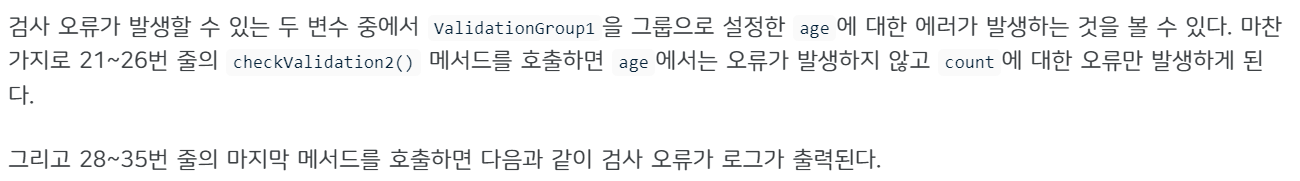 검사 오류가 발생할 수 있는 두 변수 중에서 ValidationGroup1 을 그룹으로 설정한 age 에 대한 에러가 발생하는 것을 볼 수 있다. 마찬
가지로 21~26번 줄의 checkValidation2() 메서드를 호출하면 age 에서는 오류가 발생하지 않고 count 에 대한 오류만 발생하게 된
다.
그리고 28~35번 줄의 마지막 메서드를 호출하면 다음과 같이 검사 오류가 로그가 출력된다.